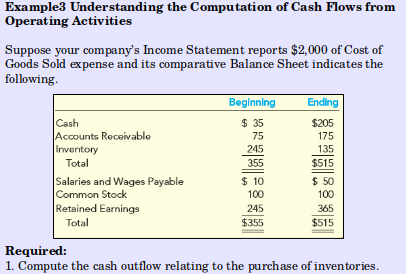 Example3 Understanding the Computation of Cash Flows from
Operating Activities
Suppose your company's Income Statement reports $2,000 of Cost of
Goods Sold expense and its comparative Balance Sheet indicates the
following.
Beginning Ending
Cash $ 35 $205
Accounts Receivable 75 175
Inventory 245 135
Total 355 $515
Salaries and Wages Payable $ 10 $ 50
Common Stock 100 100
Retained Earnings 245 365
Total $355 $515
Required:
1. Compute the cash outflow relating to the purchase of inventories.